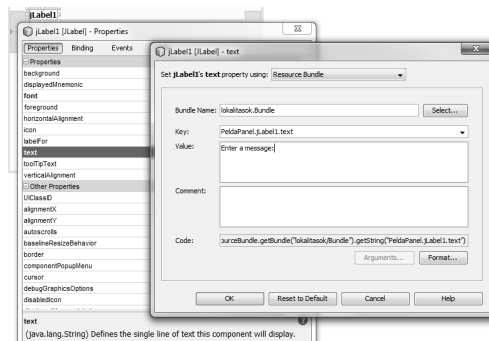 jLabel1
jLabel1 [JLabel] - Properties
Properties Binding Events
Properties
background
displayedMnemonic
font
foreground
horizontalAlignment
icon
labelFor
text
toolTipText
verticalAlignment
Other Properties
UIClassID
alignmentX
alignmentY
autoscrolls
baselineResizeBehavior
border
componentPopupMenu
cursor
debugGraphicsOptions
disabledIcon
text
(java.lang.String) Defines the single line of text this component will display.
jLabel1 [JLabel] - text
Set jLabel1's text property using: Resource Bundle
Bundle Name: lokalitasok.Bundle Select...
Key: PeldaPanel.jLabel1.text
Value: Enter a message:
Comment:
Code: ourceBundle.getBundle("lokalitasok/Bundle").getString("PeldaPanel.jLabel1.text")
Arguments... Format...
OK Reset to Default Cancel Help